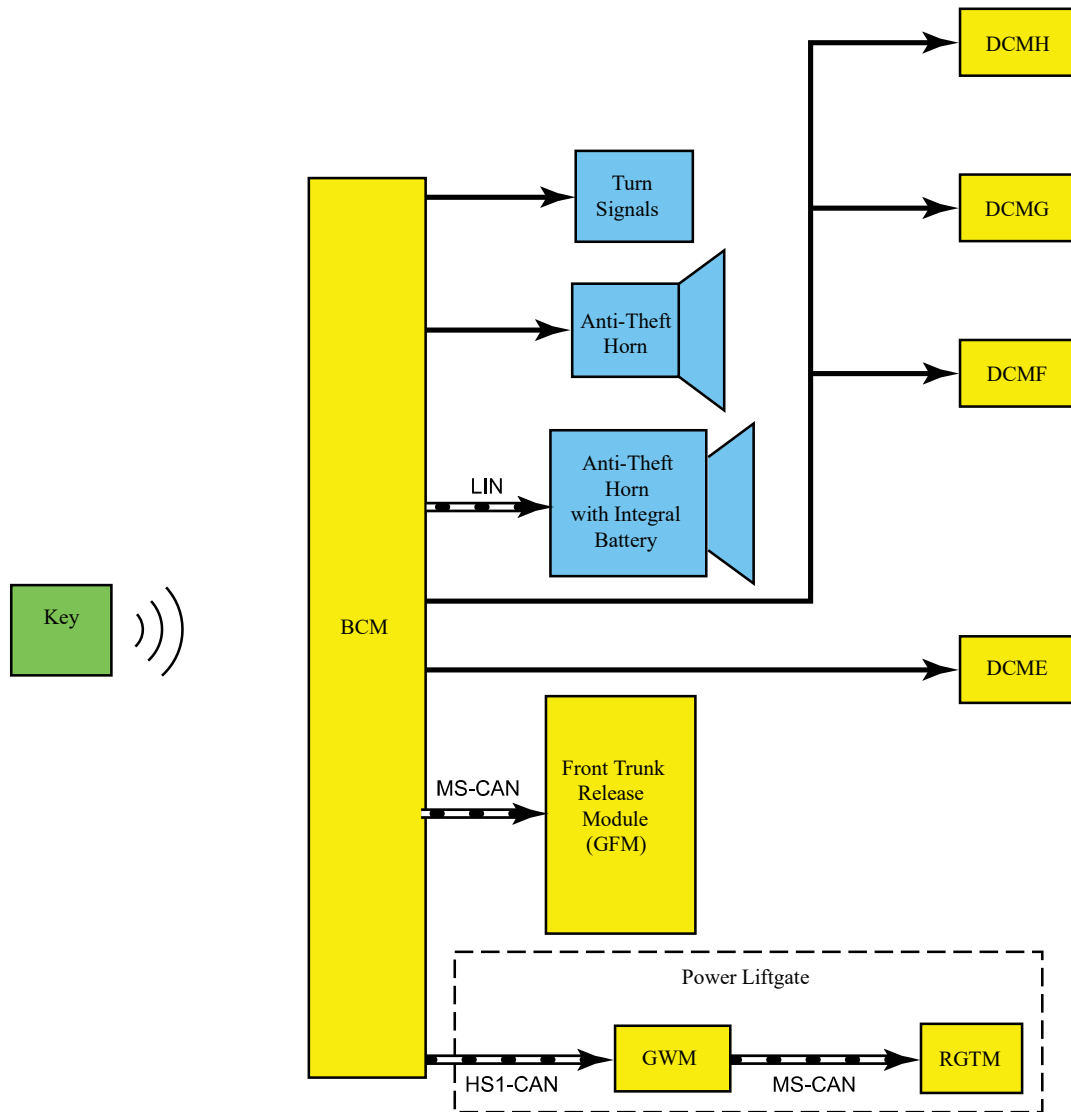 DCMH
Turn
Signals
DCMG
Anti-Theft
Horn
DCMF
Anti-Theft
Horn
with Integral
Battery
LIN
Key
BCM
DCME
MS-CAN
Front Trunk
Release
Module
(GFM)
Power Liftgate
HS1-CAN
GWM
MS-CAN
RGTM